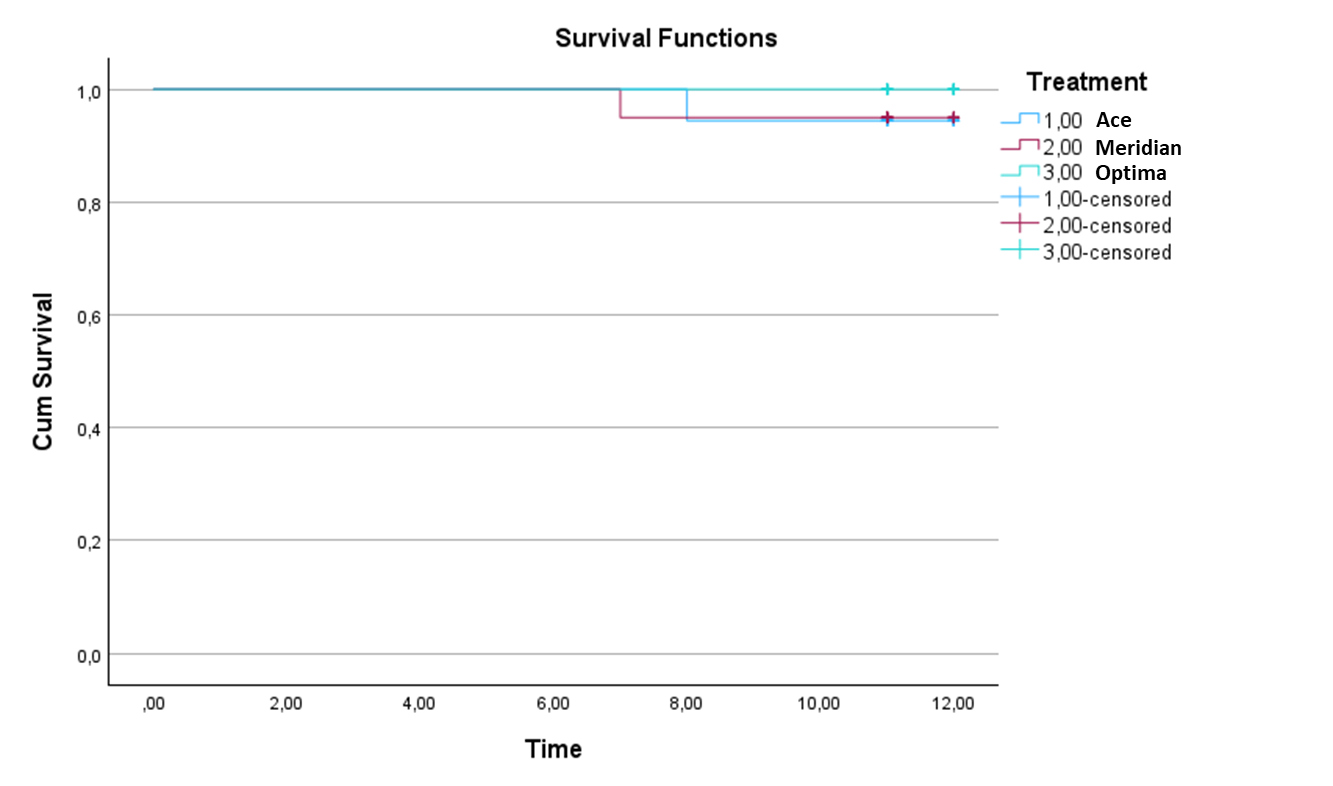 Survival Functions
Treatment
1,00 Ace
2,00 Meridian
3,00 Optima
1,00-censored
2,00-censored
3,00-censored
Cum Survival
1,0
0,8
0,6
0,4
0,2
0,0
,00 2,00 4,00 6,00 8,00 10,00 12,00
Time